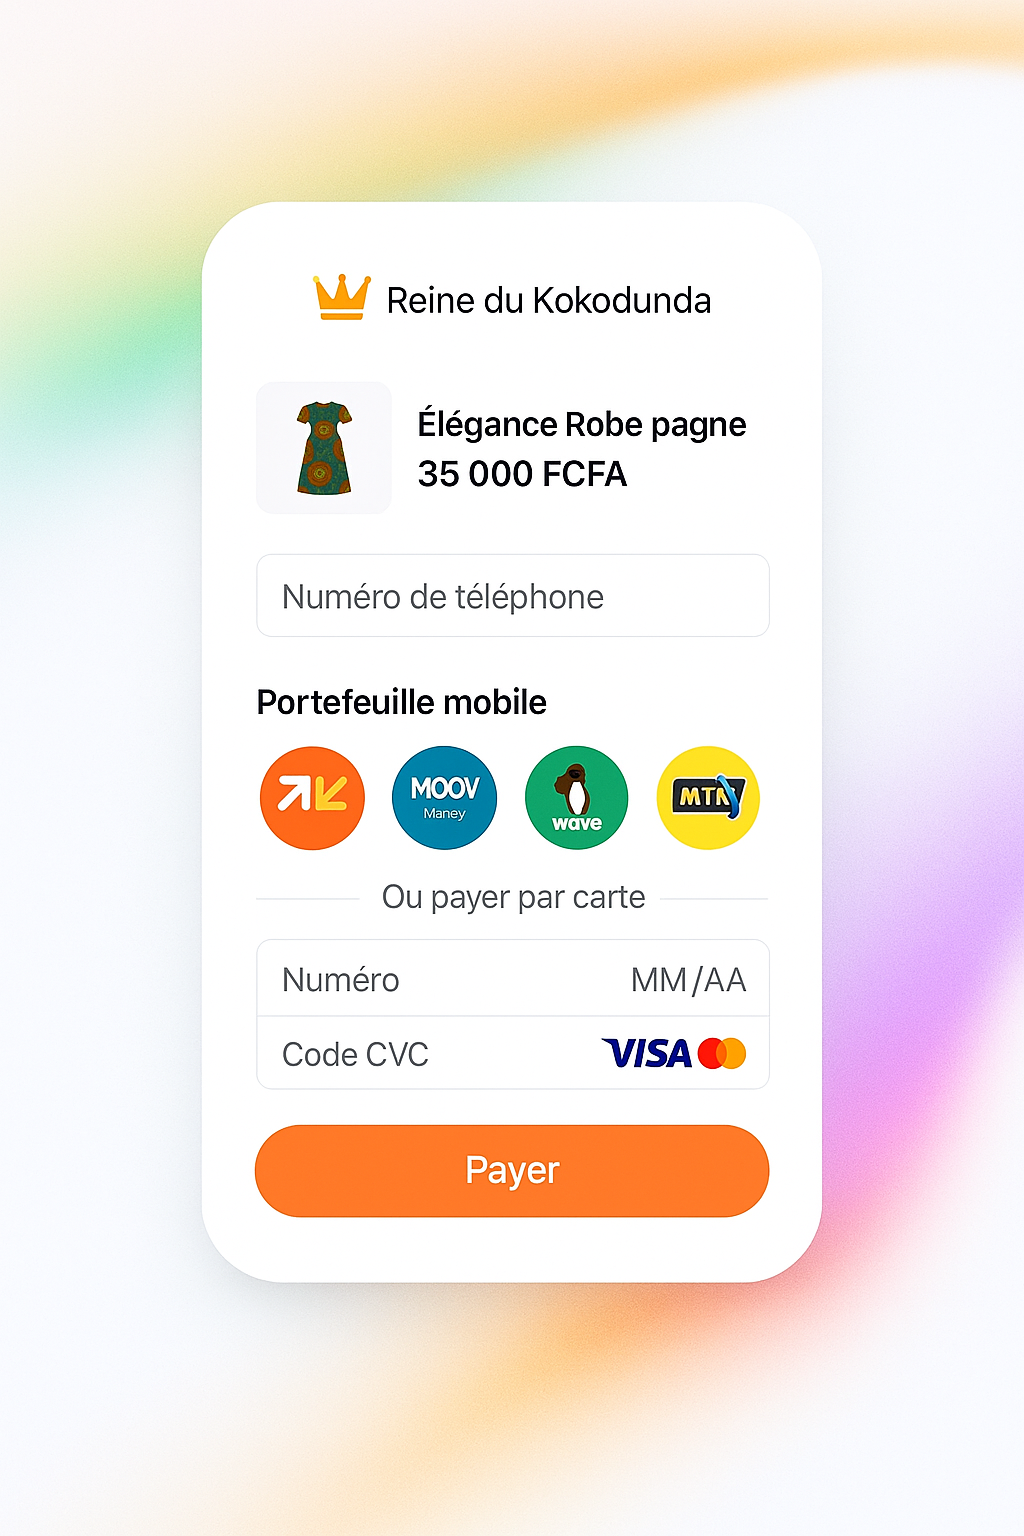 Reine du Kokodunda
Élégance Robe pagne
35 000 FCFA
Numéro de téléphone
Portefeuille mobile
MOOV
Maney
wave
MTN
Ou payer par carte
Numéro
MM/AA
Code CVC
VISA
Payer